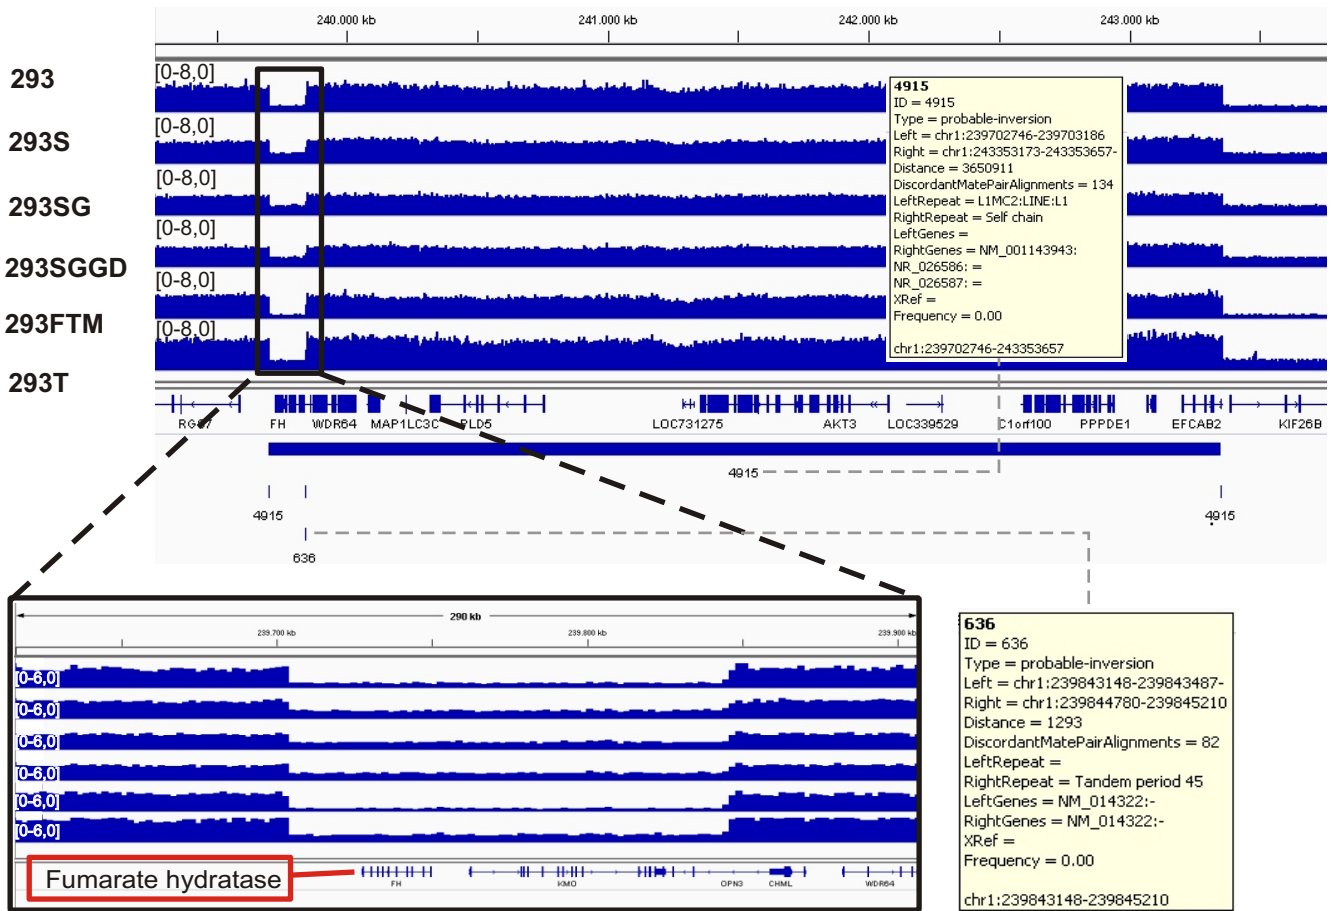 240.000 kb 241.000 kb 242.000 kb 243.000 kb
293
[0-8,0]
293S
[0-8,0]
293SG
[0-8,0]
293SGGD
[0-8,0]
293FTM
[0-8,0]
293T
[0-8,0]
4915
ID = 4915
Type = probable-inversion
Left = chr1:239702746-239703186
Right = chr1:243353173-243353657-
Distance = 3650911
DiscordantMatePairAlignments = 134
LeftRepeat = L1MC2:LINE:L1
RightRepeat = Self chain
LeftGenes =
RightGenes = NM_001143943:
NR_026586: =
NR_026587: =
XRef =
Frequency = 0.00
chr1:239702746-243353657
RGS7 FH WDR64 MAP1LC3C PLD5 LOC731275 AKT3 LOC339529 C1orf100 PPPDE1 EFCAB2 KIF26B
4915
4915 4915
636
290 kb
239.700 kb 239.800 kb 239.900 kb
[0-6,0]
[0-6,0]
[0-6,0]
[0-6,0]
[0-6,0]
[0-6,0]
Fumarate hydratase
FH KMO OPN3 CHML WDR64
636
ID = 636
Type = probable-inversion
Left = chr1:239843148-239843487-
Right = chr1:239844780-239845210
Distance = 1293
DiscordantMatePairAlignments = 82
LeftRepeat =
RightRepeat = Tandem period 45
LeftGenes = NM_014322:-
RightGenes = NM_014322:-
XRef =
Frequency = 0.00
chr1:239843148-239845210